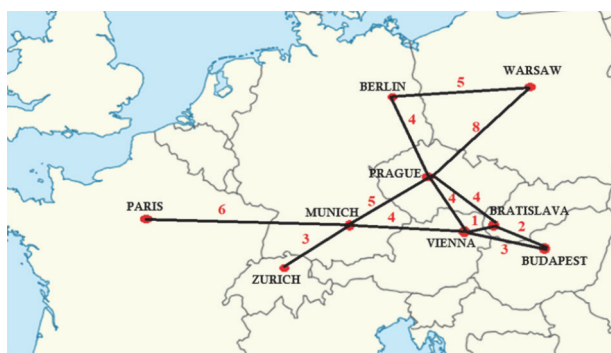 WARSAW
BERLIN
5
4
8
PRAGUE
5
4
4
PARIS
6
MUNICH
4
1
BRATISLAVA
VIENNA
2
3
3
BUDAPEST
ZURICH